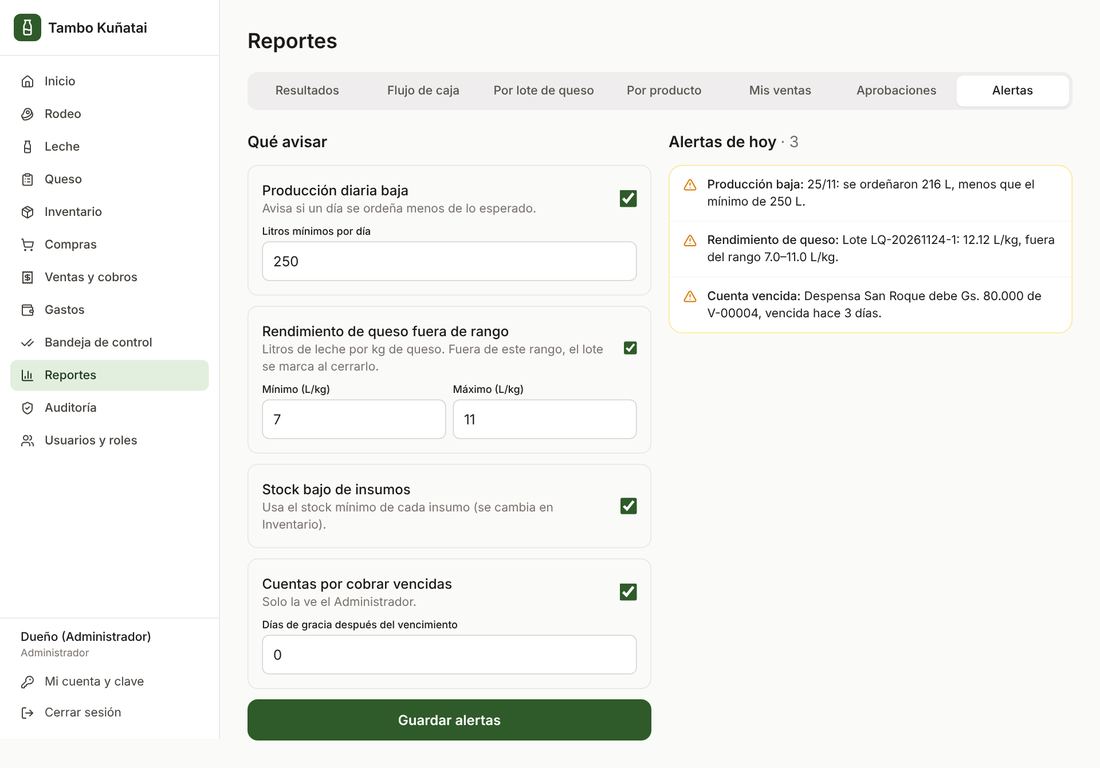 Tambo Kuñatai
Inicio
Rodeo
Leche
Queso
Inventario
Compras
Ventas y cobros
Gastos
Bandeja de control
Reportes
Auditoría
Usuarios y roles
Dueño (Administrador)
Administrador
Mi cuenta y clave
Cerrar sesión
Reportes
Resultados
Flujo de caja
Por lote de queso
Por producto
Mis ventas
Aprobaciones
Alertas
Qué avisar
Producción diaria baja
Avisa si un día se ordeña menos de lo esperado.
Litros mínimos por día
250
Rendimiento de queso fuera de rango
Litros de leche por kg de queso. Fuera de este rango, el lote
se marca al cerrarlo.
Mínimo (L/kg)
Máximo (L/kg)
7
11
Stock bajo de insumos
Usa el stock mínimo de cada insumo (se cambia en
Inventario).
Cuentas por cobrar vencidas
Solo la ve el Administrador.
Días de gracia después del vencimiento
0
Guardar alertas
Alertas de hoy · 3
Producción baja: 25/11: se ordeñaron 216 L, menos que el
mínimo de 250 L.
Rendimiento de queso: Lote LQ-20261124-1: 12.12 L/kg, fuera
del rango 7.0–11.0 L/kg.
Cuenta vencida: Despensa San Roque debe Gs. 80.000 de
V-00004, vencida hace 3 días.